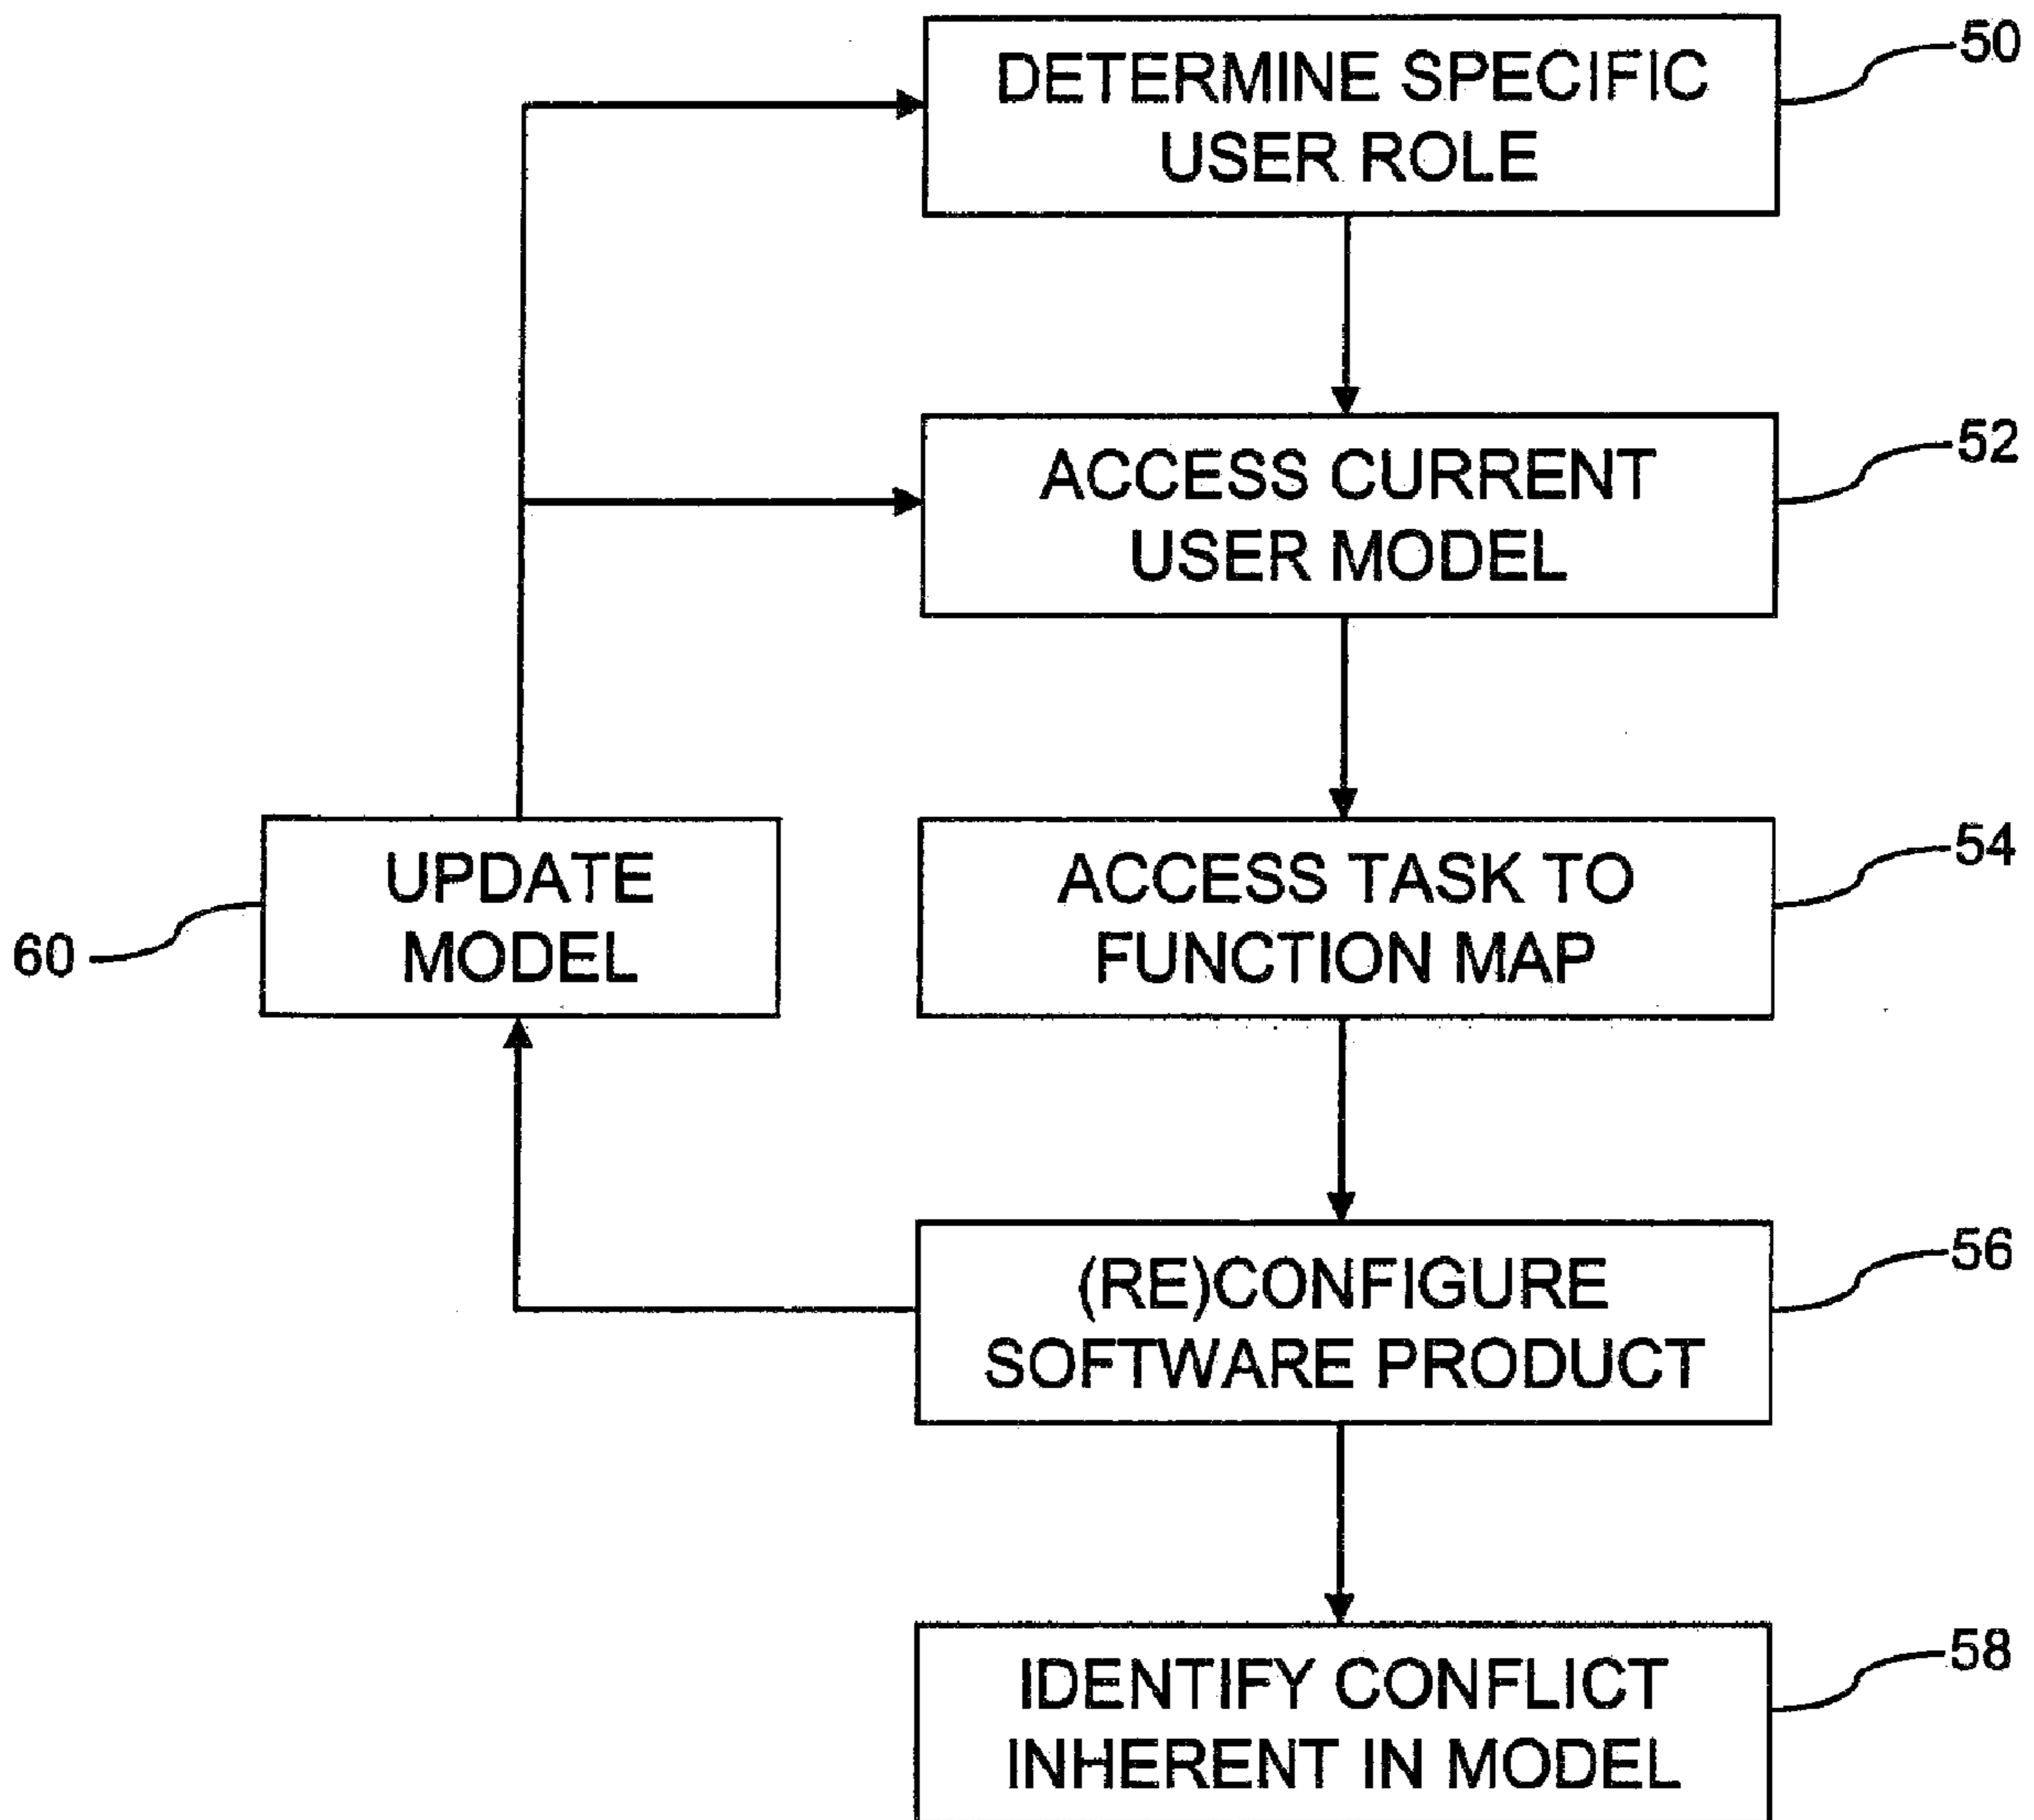 DETERMINE SPECIFIC
USER ROLE
50
ACCESS CURRENT
USER MODEL
52
UPDATE
MODEL
60
ACCESS TASK TO
FUNCTION MAP
54
(RE)CONFIGURE
SOFTWARE PRODUCT
56
IDENTIFY CONFLICT
INHERENT IN MODEL
58